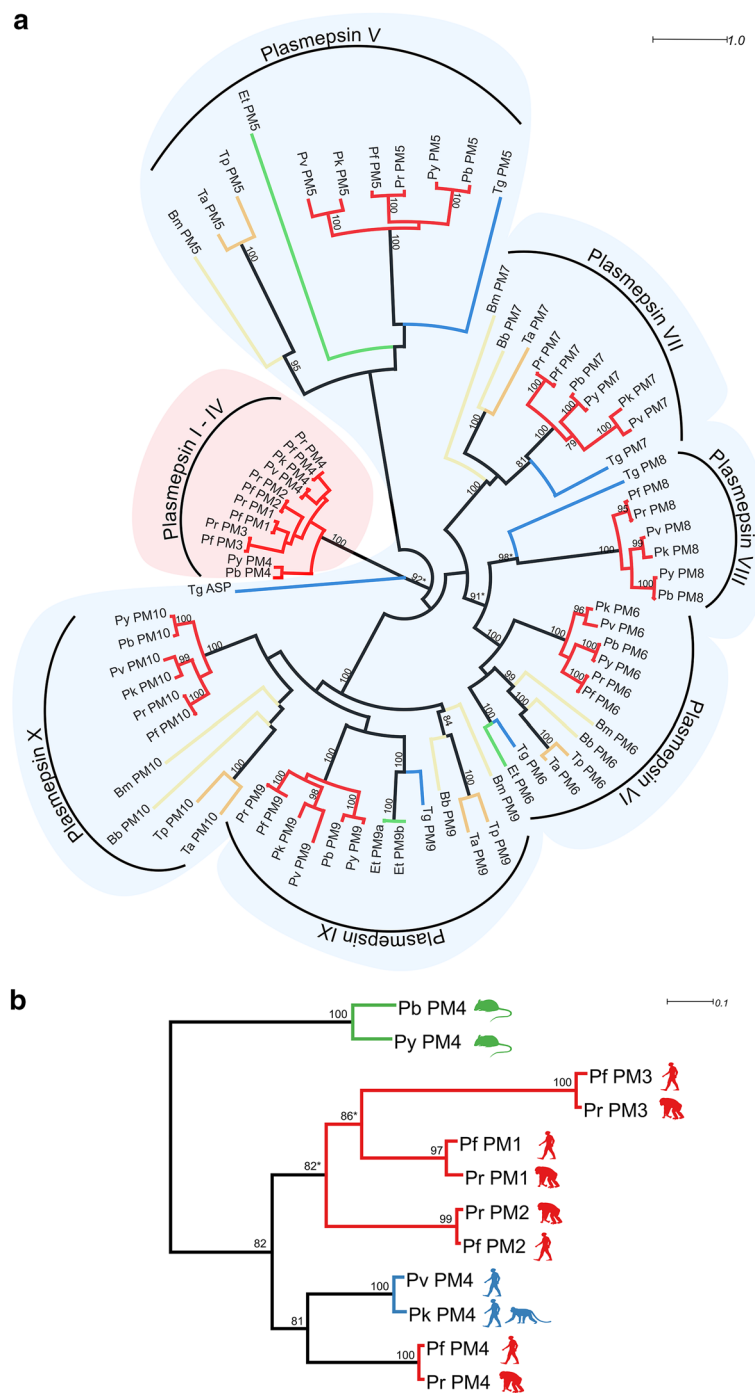 a
1.0
Plasmepsin V
Et PM5
Tp PM5
Ta PM5
Bm PM5
Pv PM5
Pk PM5
Pf PM5
Pr PM5
Py PM5
Pb PM5
Tg PM5
100
100
100
100
100
95
Plasmepsin VII
Bm PM7
Bb PM7
Ta PM7
Pr PM7
Pf PM7
Pb PM7
Py PM7
Pk PM7
Pv PM7
Tg PM7
100
100
100
100
79
100
81
100
Plasmepsin VIII
Tg PM8
Pf PM8
Pr PM8
Pv PM8
Pk PM8
Py PM8
Pb PM8
95
99
100
100
98*
Plasmepsin I - IV
Pr PM4
Pf PM4
Pk PM4
Pv PM4
Pr PM2
Pf PM2
Pr PM1
Pf PM1
Pr PM3
Pf PM3
Py PM4
Pb PM4
100
Tg ASP
92*
91*
Plasmepsin VI
Pk PM6
Pv PM6
Pb PM6
Py PM6
Pr PM6
Pf PM6
Bm PM6
Bb PM6
Tp PM6
Ta PM6
Tg PM6
Et PM6
96
100
100
100
100
99
100
100
100
Plasmepsin X
Py PM10
Pb PM10
Pv PM10
Pk PM10
Pr PM10
Pf PM10
Bm PM10
Bb PM10
Tp PM10
Ta PM10
100
99
100
100
100
100
Plasmepsin IX
Pr PM9
Pf PM9
Pk PM9
Pv PM9
Pb PM9
Py PM9
Et PM9a
Et PM9b
Tg PM9
Bb PM9
Ta PM9
Tp PM9
Bm PM9
100
100
98
100
100
100
84
100
b
0.1
Pb PM4
100
Py PM4
Pf PM3
100
Pr PM3
86*
Pf PM1
97
Pr PM1
82*
Pr PM2
99
Pf PM2
82
Pv PM4
100
Pk PM4
81
Pf PM4
100
Pr PM4